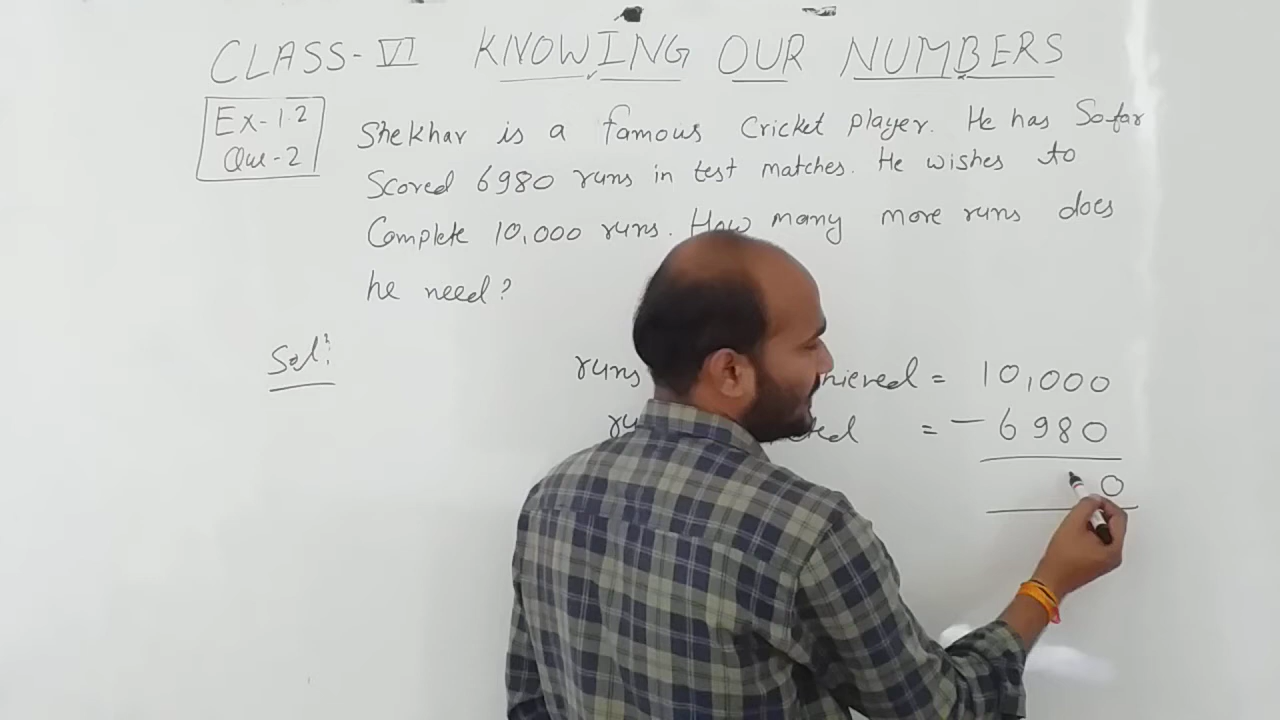 CLASS-VI KNOWING OUR NUMBERS
Ex-1.2
Que-2
Shekhar is a famous Cricket player. He has So far
Scored 6980 runs in test matches. He wishes to
Complete 10,000 runs. How many more runs does
he need?
Sol:
runs = 10,000
= - 6980
0